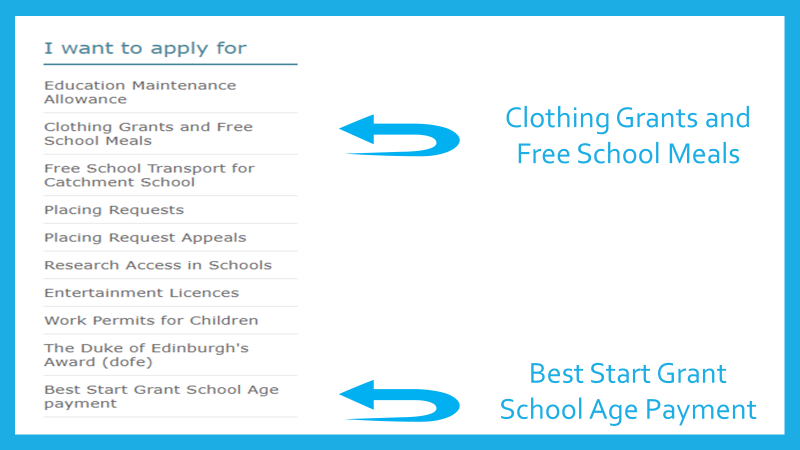 I want to apply for
Education Maintenance
Allowance
Clothing Grants and Free
School Meals
Free School Transport for
Catchment School
Placing Requests
Placing Request Appeals
Research Access in Schools
Entertainment Licences
Work Permits for Children
The Duke of Edinburgh's
Award (dofe)
Best Start Grant School Age
payment
Clothing Grants and
Free School Meals
Best Start Grant
School Age Payment